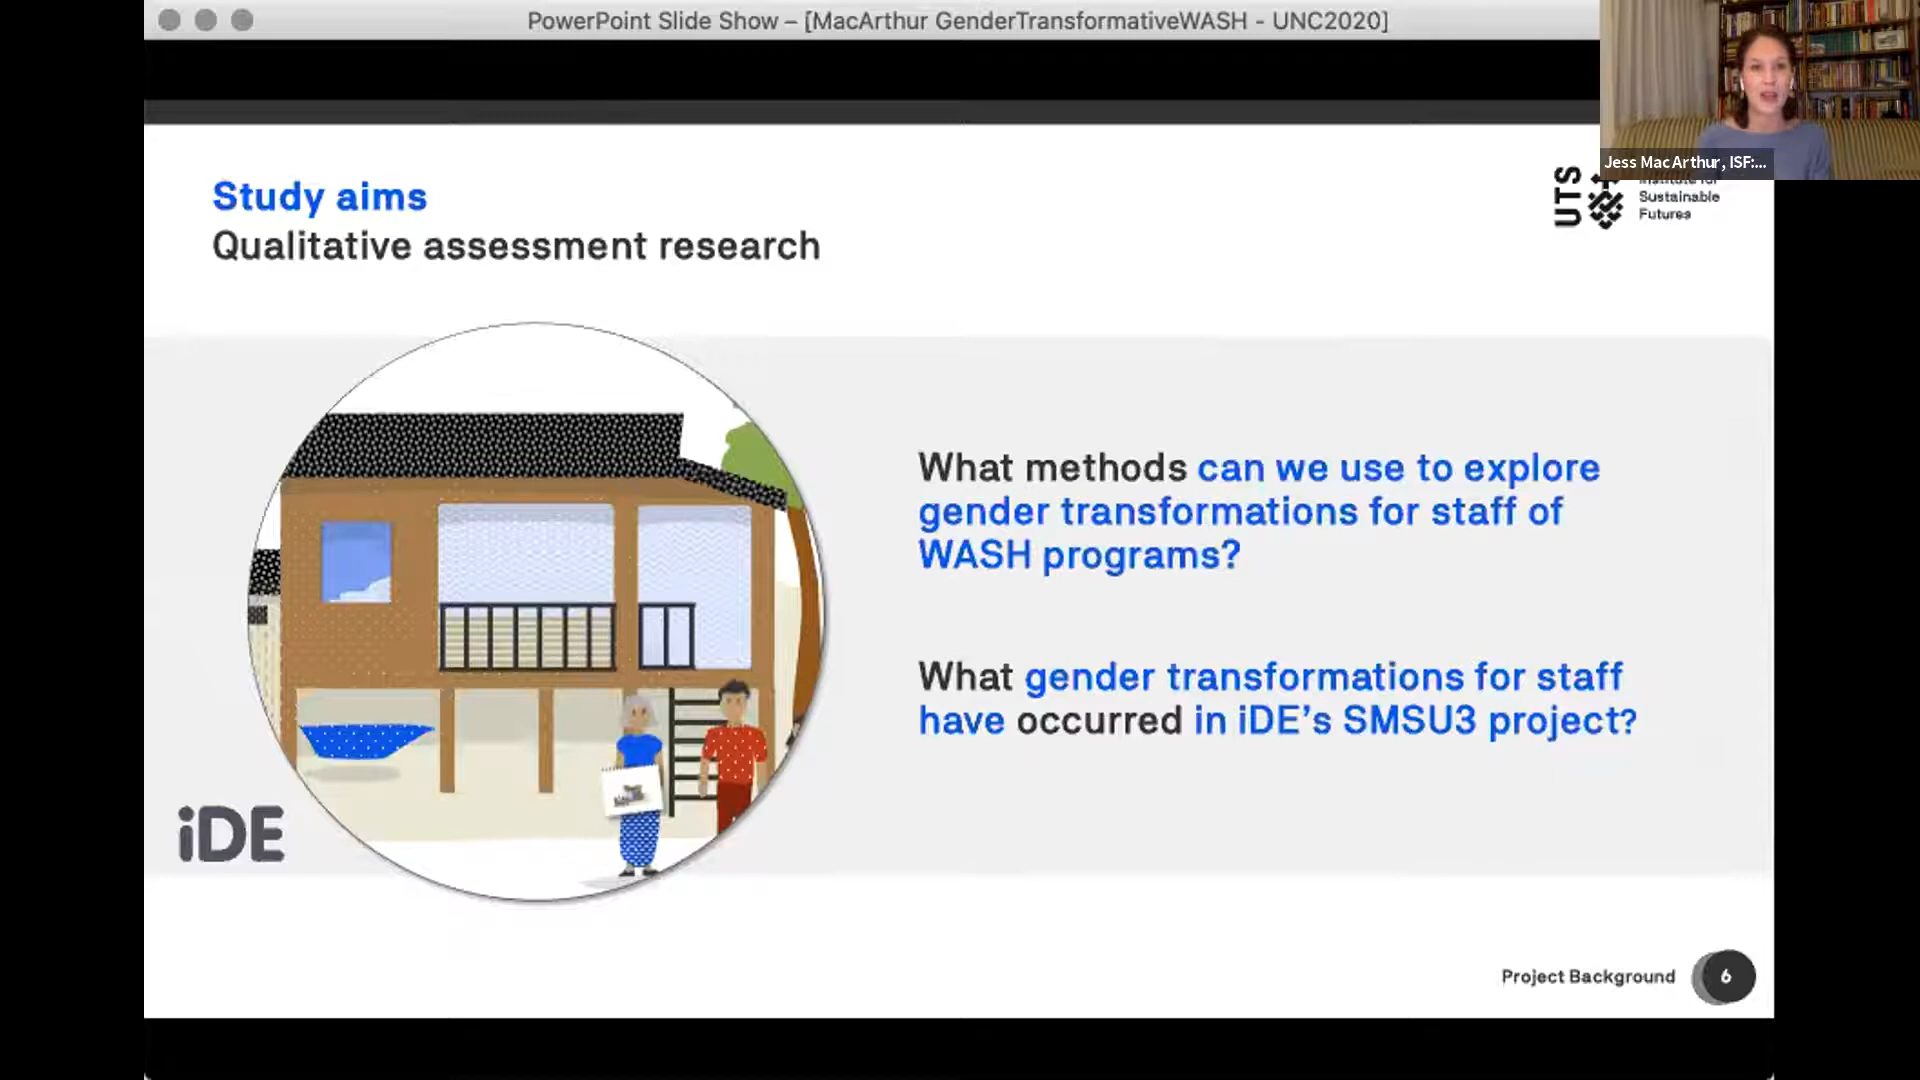 PowerPoint Slide Show – [MacArthur GenderTransformativeWASH - UNC2020]
Jess MacArthur, ISF:...
Study aims
Qualitative assessment research
UTS
Institute for
Sustainable
Futures
What methods can we use to explore
gender transformations for staff of
WASH programs?
What gender transformations for staff
have occurred in iDE’s SMSU3 project?
iDE
Project Background
6